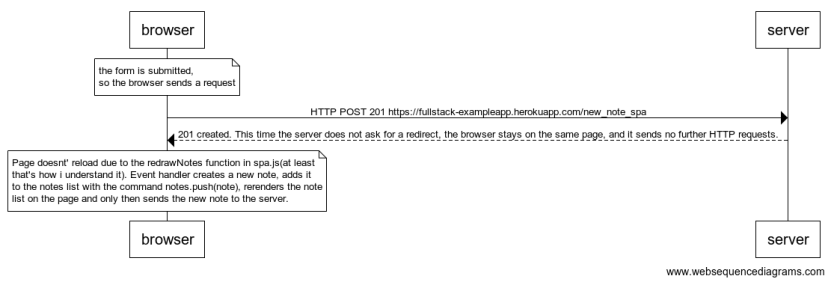 browser
server
the form is submitted,
so the browser sends a request
HTTP POST 201 https://fullstack-exampleapp.herokuapp.com/new_note_spa
201 created. This time the server does not ask for a redirect, the browser stays on the same page, and it sends no further HTTP requests.
Page doesnt' reload due to the redrawNotes function in spa.js(at least
that's how i understand it). Event handler creates a new note, adds it
to the notes list with the command notes.push(note), rerenders the note
list on the page and only then sends the new note to the server.
browser
server
www.websequencediagrams.com